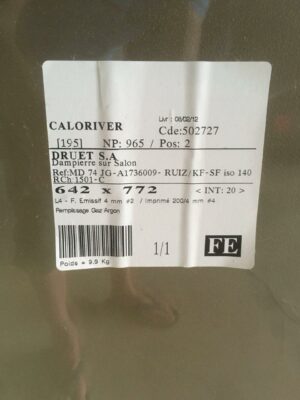 Livr : 08/02/12
CALORIVER Cde:502727
[195] NP: 965 / Pos: 2
DRUET S.A
Dampierre sur Salon
Ref:MD 74 JG-A1736009- RUIZ/KF-SF iso 140
RCh 1501-C
642 x 772 < INT: 20 >
L4 - F. Emissif 4 mm #2 / Imprimé 200/4 mm #4
Remplissage Gaz Argon
1/1 FE
Poids = 9.9 Kg